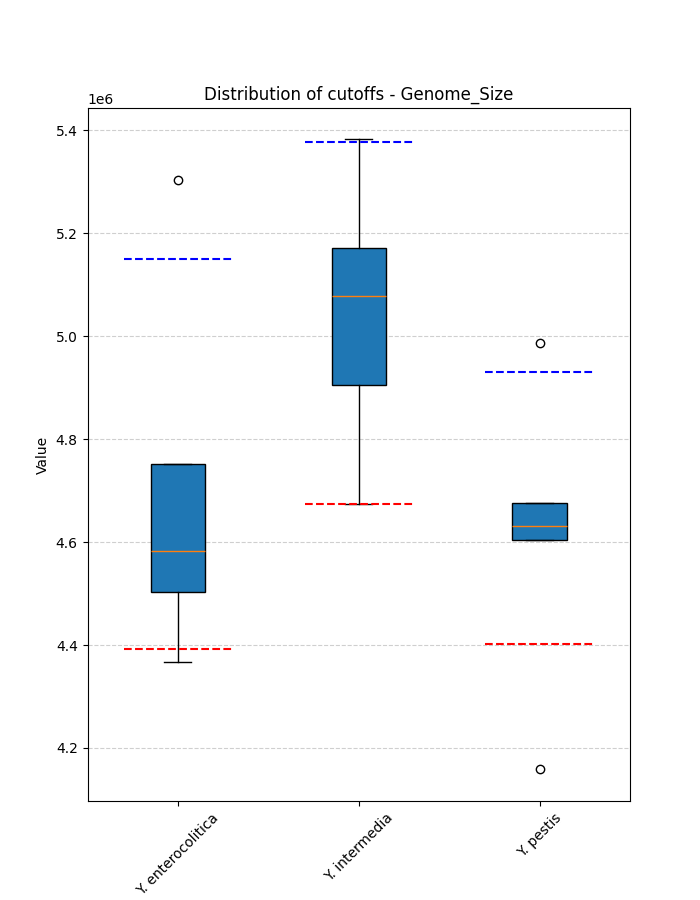 Distribution of cutoffs - Genome_Size
1e6
5.4
5.2
5.0
4.8
4.6
4.4
4.2
Value
Y. enterocolitica
Y. intermedia
Y. pestis